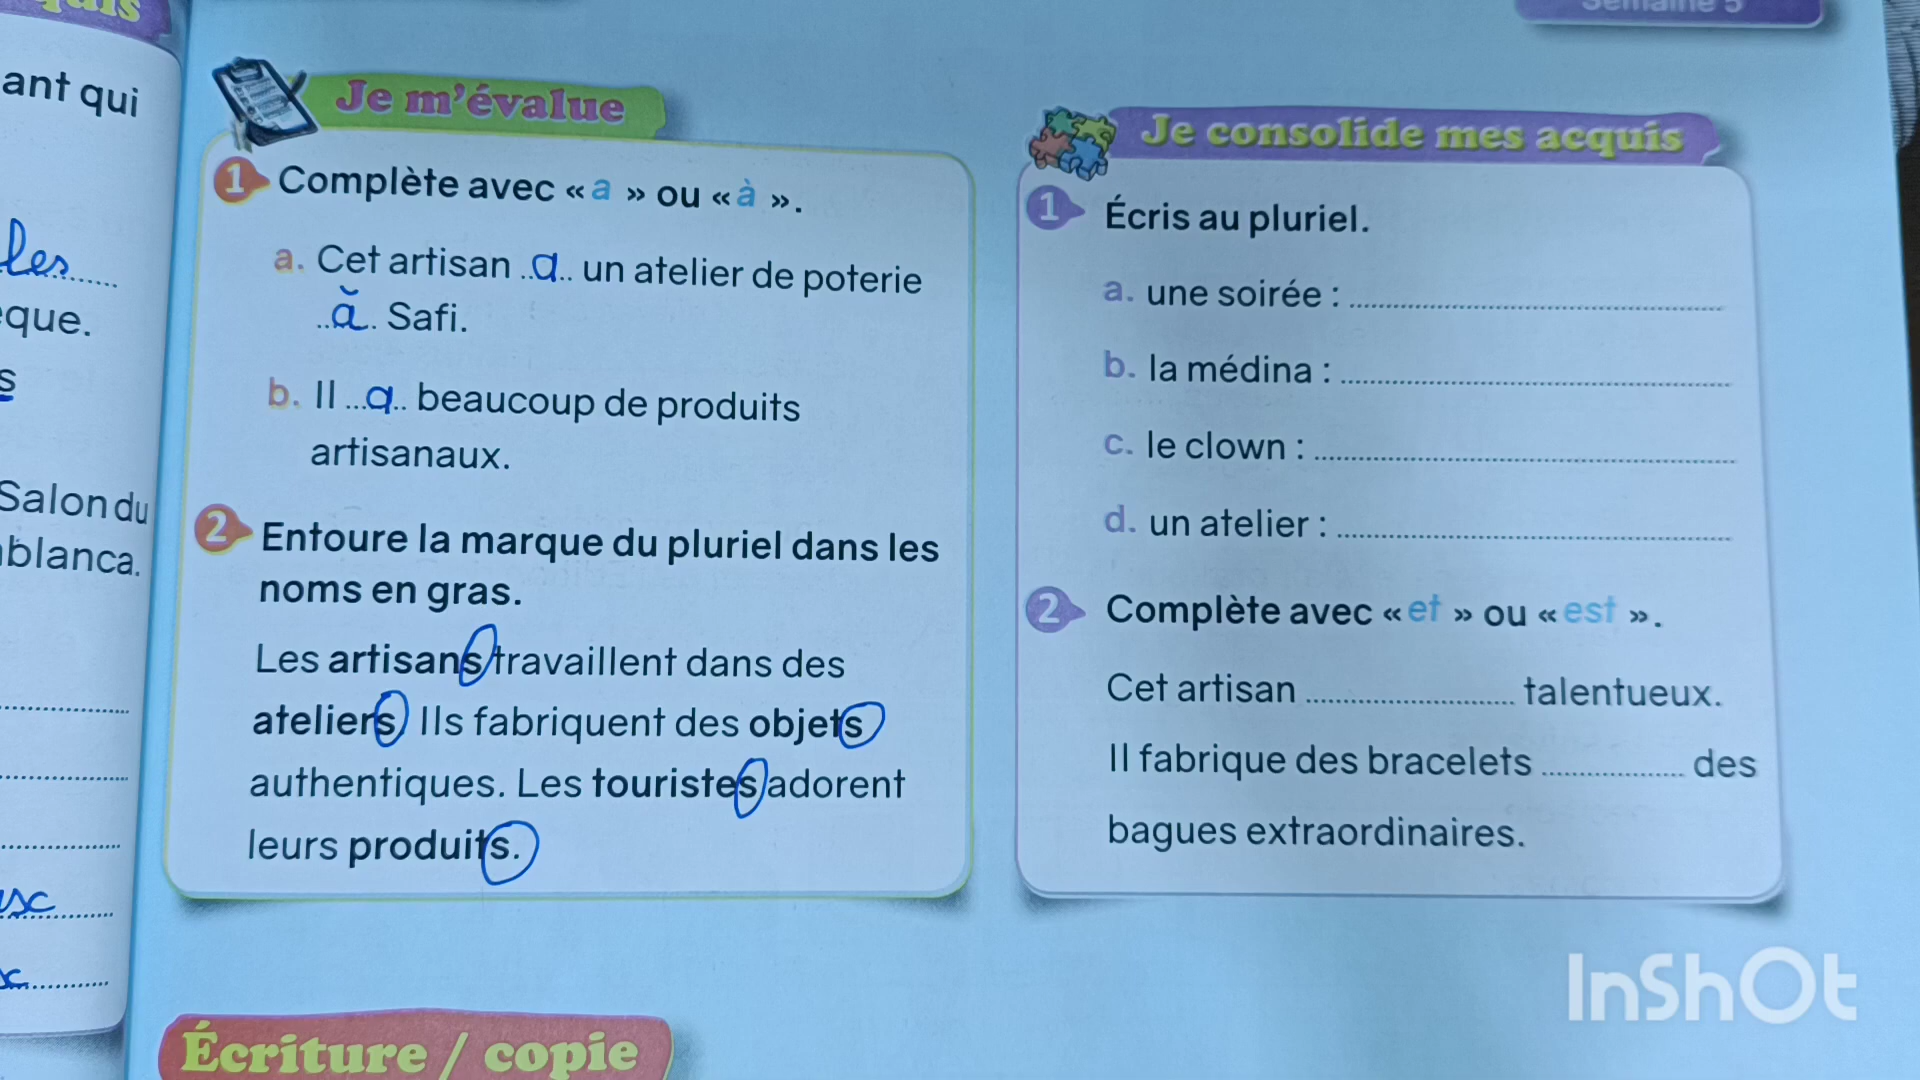 Semaine 5
ant qui
les
que.
s
Salon du
blanca.
Je m'évalue
1 Complète avec « a » ou « à ».
a. Cet artisan ..a.. un atelier de poterie
..à.. Safi.
b. Il ...a.. beaucoup de produits
artisanaux.
2 Entoure la marque du pluriel dans les
noms en gras.
Les artisans travaillent dans des
ateliers. Ils fabriquent des objets
authentiques. Les touristes adorent
leurs produits.
Écriture / copie
Je consolide mes acquis
1 Écris au pluriel.
a. une soirée : ........................
b. la médina : ........................
c. le clown : ........................
d. un atelier : ........................
2 Complète avec « et » ou « est ».
Cet artisan ........................ talentueux.
Il fabrique des bracelets ................ des
bagues extraordinaires.
InShOt